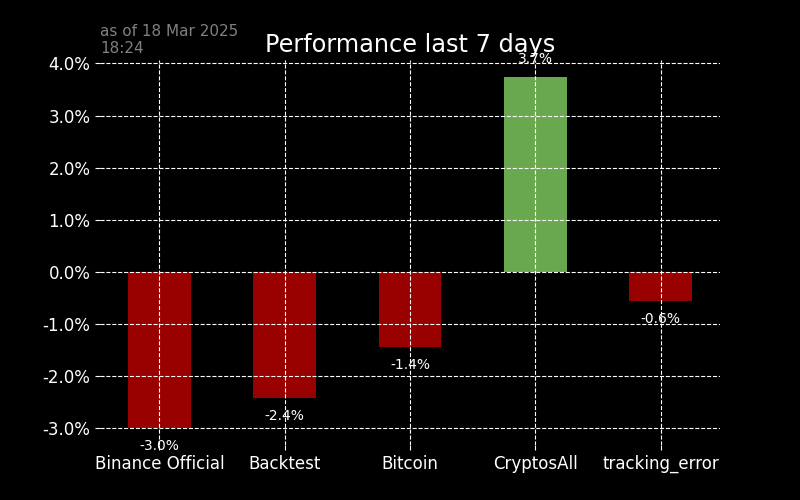 as of 18 Mar 2025
18:24
Performance last 7 days
4.0%
3.0%
2.0%
1.0%
0.0%
-1.0%
-2.0%
-3.0%
-3.0%
-2.4%
-1.4%
3.7%
-0.6%
Binance Official
Backtest
Bitcoin
CryptosAll
tracking_error